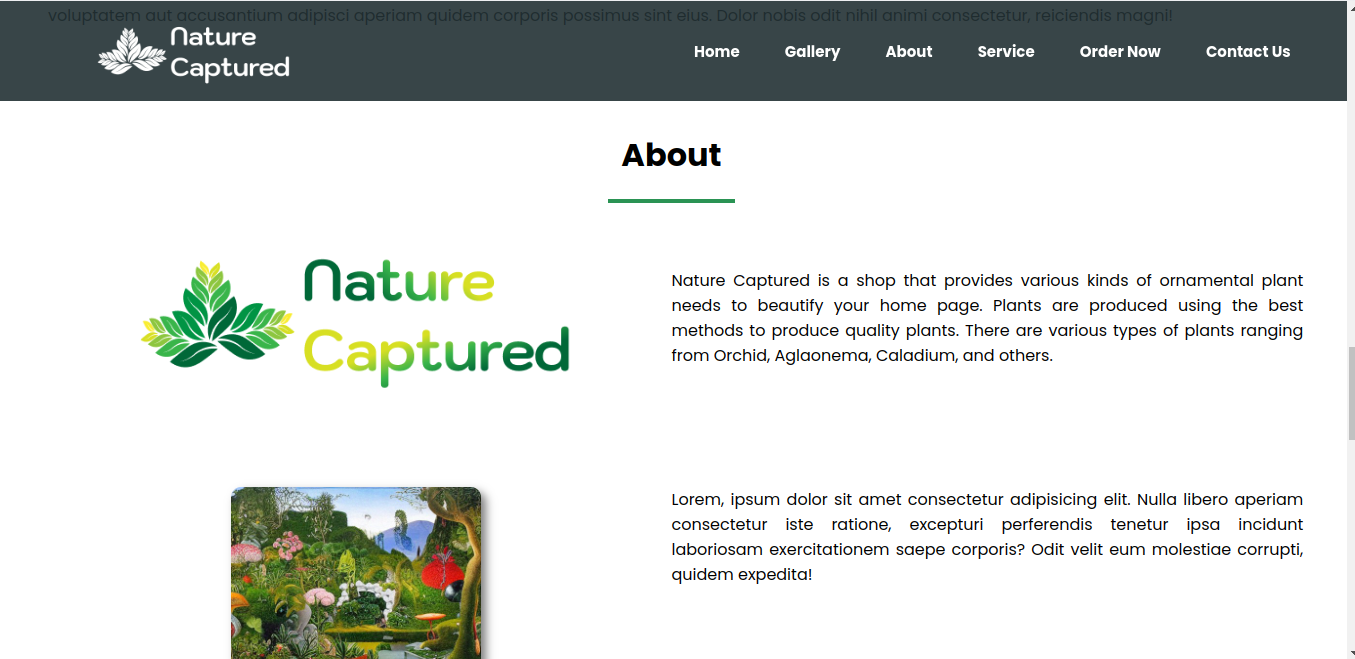 voluptatem aut accusantium adipisci aperiam quidem corporis possimus sint eius. Dolor nobis odit nihil animi consectetur, reiciendis magni!
Nature
Captured
Home Gallery About Service Order Now Contact Us
About
Nature
Captured
Nature Captured is a shop that provides various kinds of ornamental plant
needs to beautify your home page. Plants are produced using the best
methods to produce quality plants. There are various types of plants ranging
from Orchid, Aglaonema, Caladium, and others.
Lorem, ipsum dolor sit amet consectetur adipisicing elit. Nulla libero aperiam
consectetur iste ratione, excepturi perferendis tenetur ipsa incidunt
laboriosam exercitationem saepe corporis? Odit velit eum molestiae corrupti,
quidem expedita!